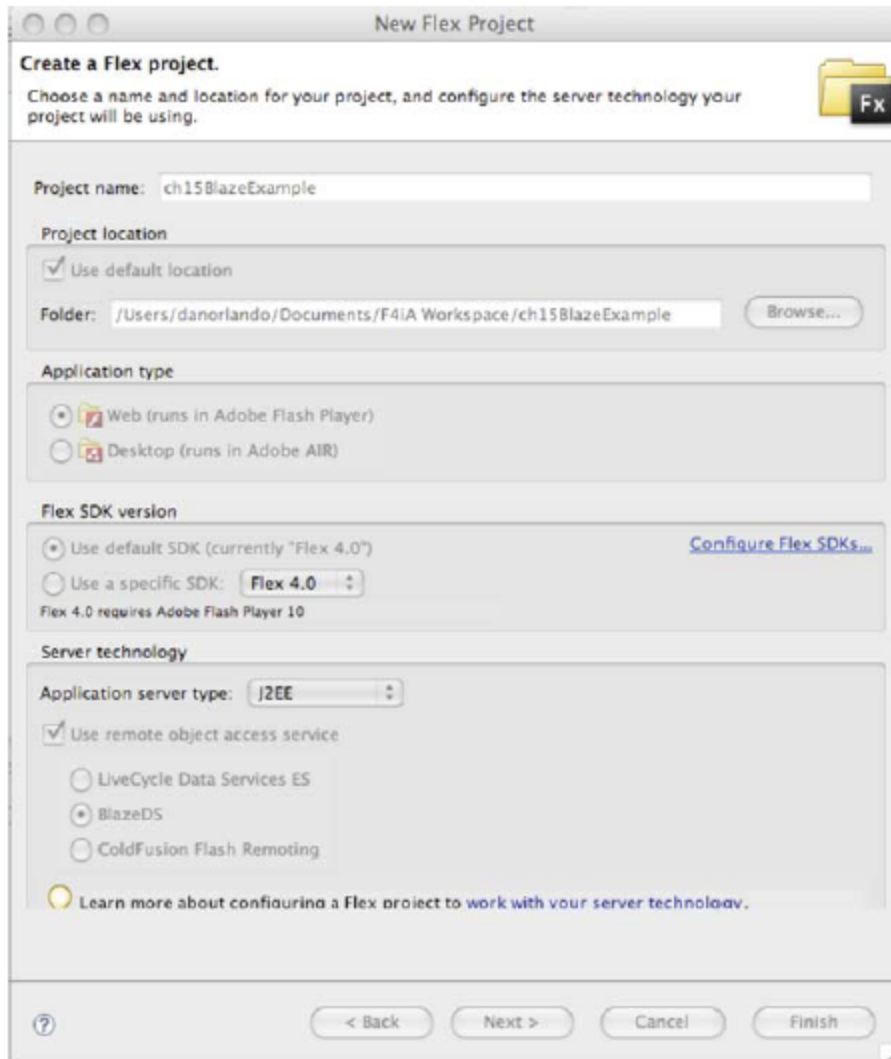 New Flex Project
Create a Flex project.
Choose a name and location for your project, and configure the server technology your
project will be using.
Fx
Project name: ch15BlazeExample
Project location
Use default location
Folder: /Users/danorlando/Documents/F4iA Workspace/ch15BlazeExample
Browse...
Application type
Web (runs in Adobe Flash Player)
Desktop (runs in Adobe AIR)
Flex SDK version
Use default SDK (currently "Flex 4.0")
Configure Flex SDKs...
Use a specific SDK: Flex 4.0
Flex 4.0 requires Adobe Flash Player 10
Server technology
Application server type: J2EE
Use remote object access service
LiveCycle Data Services ES
BlazeDS
ColdFusion Flash Remoting
Learn more about configuring a Flex project to work with your server technology.
?
< Back
Next >
Cancel
Finish